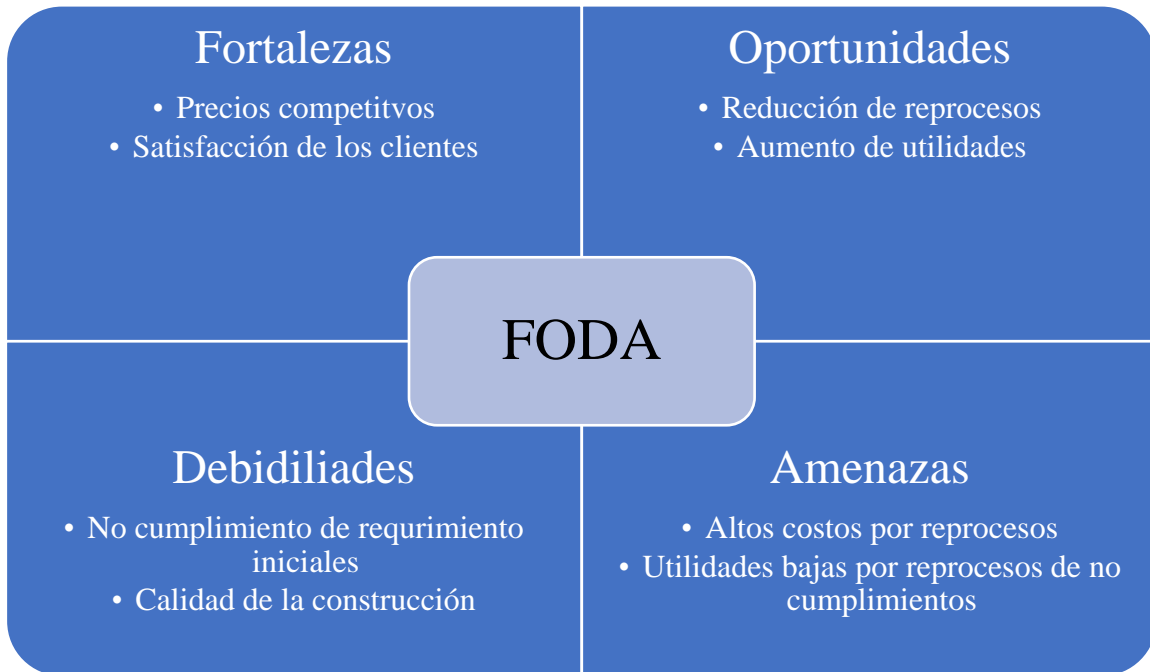 Fortalezas
• Precios competitvos
• Satisfacción de los clientes
Oportunidades
• Reducción de reprocesos
• Aumento de utilidades
FODA
Debidiliades
• No cumplimiento de requrimiento
iniciales
• Calidad de la construcción
Amenazas
• Altos costos por reprocesos
• Utilidades bajas por reprocesos de no
cumplimientos